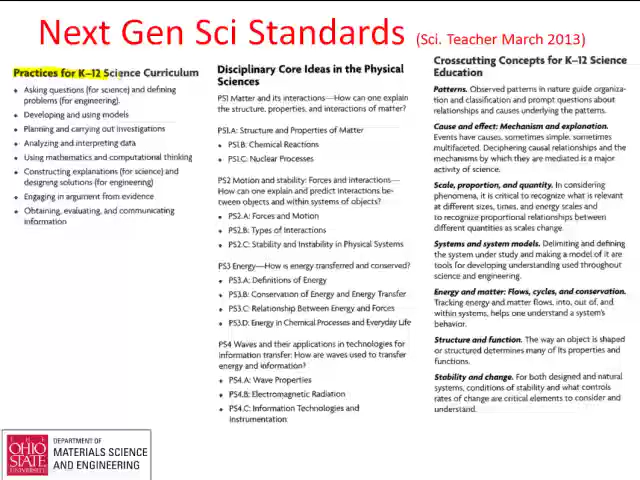 Next Gen Sci Standards (Sci. Teacher March 2013)
Practices for K–12 Science Curriculum
• Asking questions (for science) and defining
problems (for engineering).
• Developing and using models
• Planning and carrying out investigations
• Analyzing and interpreting data
• Using mathematics and computational thinking
• Constructing explanations (for science) and
designing solutions (for engineering)
• Engaging in argument from evidence
• Obtaining, evaluating, and communicating
information
Disciplinary Core Ideas in the Physical
Sciences
PS1 Matter and its interactions—How can one explain
the structure, properties, and interactions of matter?
PS1.A: Structure and Properties of Matter
• PS1.B: Chemical Reactions
• PS1.C: Nuclear Processes
PS2 Motion and stability: Forces and interactions—
How can one explain and predict interactions be-
tween objects and within systems of objects?
• PS2.A: Forces and Motion
• PS2.B: Types of Interactions
• PS2.C: Stability and Instability in Physical Systems
PS3 Energy—How is energy transferred and conserved?
• PS3.A: Definitions of Energy
• PS3.B: Conservation of Energy and Energy Transfer
• PS3.C: Relationship Between Energy and Forces
• PS3.D: Energy in Chemical Processes and Everyday Life
PS4 Waves and their applications in technologies for
information transfer: How are waves used to transfer
energy and information?
• PS4.A: Wave Properties
• PS4.B: Electromagnetic Radiation
• PS4.C: Information Technologies and
Instrumentation
Crosscutting Concepts for K–12 Science
Education
Patterns. Observed patterns in nature guide organiza-
tion and classification and prompt questions about
relationships and causes underlying the patterns.
Cause and effect: Mechanism and explanation.
Events have causes, sometimes simple, sometimes
multifaceted. Deciphering causal relationships and the
mechanisms by which they are mediated is a major
activity of science.
Scale, proportion, and quantity. In considering
phenomena, it is critical to recognize what is relevant
at different sizes, times, and energy scales and
to recognize proportional relationships between
different quantities as scales change.
Systems and system models. Delimiting and defining
the system under study and making a model of it are
tools for developing understanding used throughout
science and engineering.
Energy and matter: Flows, cycles, and conservation.
Tracking energy and matter flows, into, out of, and
within systems, helps one understand a system's
behavior.
Structure and function. The way an object is shaped
or structured determines many of its properties and
functions.
Stability and change. For both designed and natural
systems, conditions of stability and what controls
rates of change are critical elements to consider and
understand.
THE
OHIO
STATE
UNIVERSITY
DEPARTMENT OF
MATERIALS SCIENCE
AND ENGINEERING